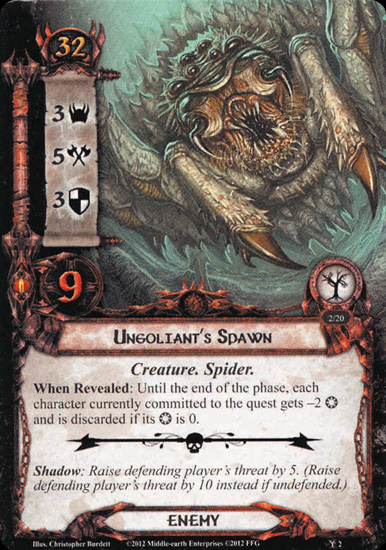 32
3
5
3
9
2/20
Ungoliant's Spawn
Creature. Spider.
When Revealed: Until the end of the phase, each
character currently committed to the quest gets –2
and is discarded if its is 0.
Shadow: Raise defending player's threat by 5. (Raise
defending player's threat by 10 instead if undefended.)
ENEMY
Illus. Christopher Burdett ©2012 Middle-earth Enterprises ©2012 FFG Y 2